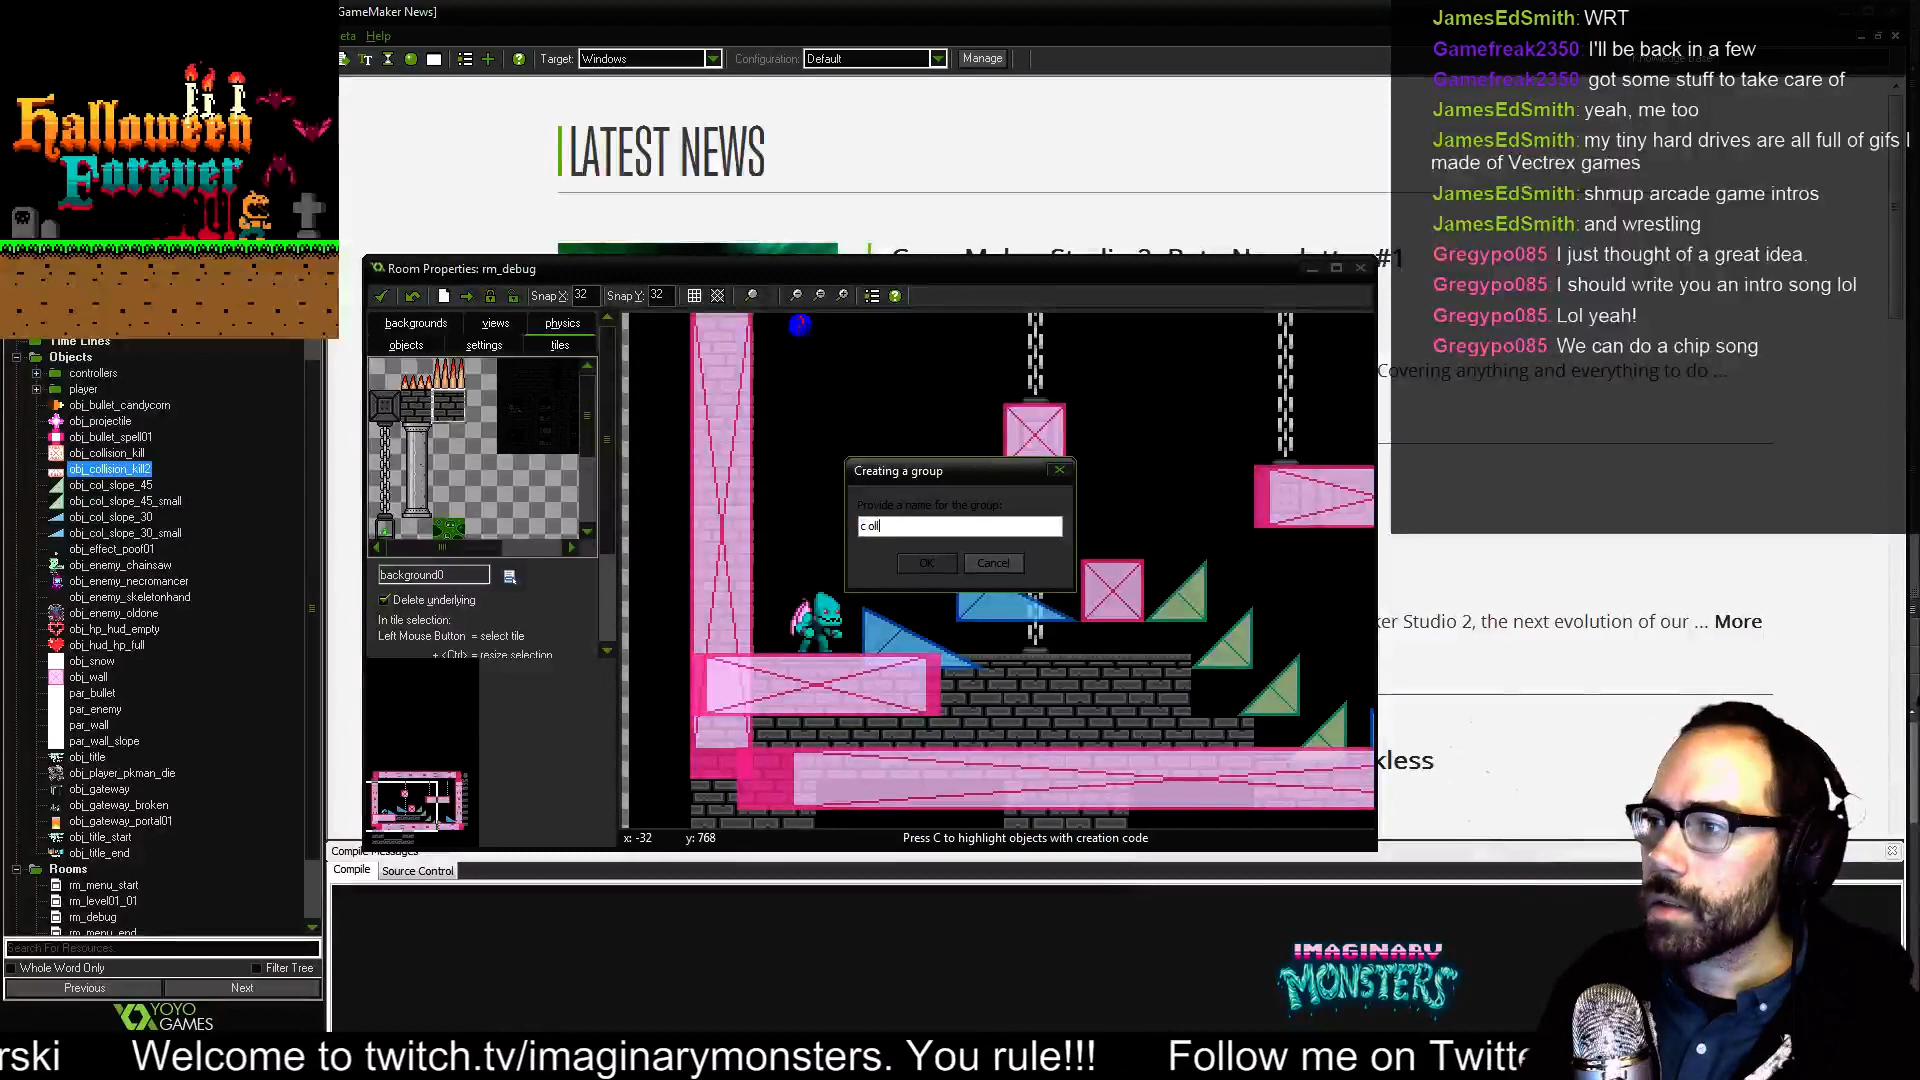 GameMaker News]
eta Help
Target: Windows Configuration: Default Manage
Halloween
Forever
LATEST NEWS
#1
Covering anything and everything to do ...
ker Studio 2, the next evolution of our ... More
kless
JamesEdSmith: WRT
Gamefreak2350 I'll be back in a few
Gamefreak2350 got some stuff to take care of
JamesEdSmith: yeah, me too
JamesEdSmith: my tiny hard drives are all full of gifs I
made of Vectrex games
JamesEdSmith: shmup arcade game intros
JamesEdSmith: and wrestling
Gregypo085 I just thought of a great idea.
Gregypo085: I should write you an intro song lol
Gregypo085. Lol yeah!
Gregypo085: We can do a chip song
Time Lines
Objects
controllers
player
obj_bullet_candycorn
obj_projectile
obj_bullet_spell01
obj_collision_kill
obj_collision_kill2
obj_col_slope_45
obj_col_slope_45_small
obj_col_slope_30
obj_col_slope_30_small
obj_effect_poof01
obj_enemy_chainsaw
obj_enemy_necromancer
obj_enemy_skeletonhand
obj_enemy_oldone
obj_hp_hud_empty
obj_hud_hp_full
obj_snow
obj_wall
par_bullet
par_enemy
par_wall
par_wall_slope
obj_title
obj_player_pkman_die
obj_gateway
obj_gateway_broken
obj_gateway_portal01
obj_title_start
obj_title_end
Rooms
rm_menu_start
rm_level01_01
rm_debug
rm_menu_end
Search For Resources
Whole Word Only Filter Tree
Previous Next
YOYO
GAMES
Room Properties: rm_debug
Snap X: 32 Snap Y: 32
backgrounds views physics
objects settings tiles
background0
Delete underlying
In tile selection:
Left Mouse Button = select tile
+ <Ctrl> = resize selection
x: -32 y: 768 Press C to highlight objects with creation code
Creating a group
Provide a name for the group:
c oll
OK Cancel
Compile Messages
Compile Source Control
IMAGINARY
MONSTERS
rski Welcome to twitch.tv/imaginarymonsters. You rule!!! Follow me on Twitte